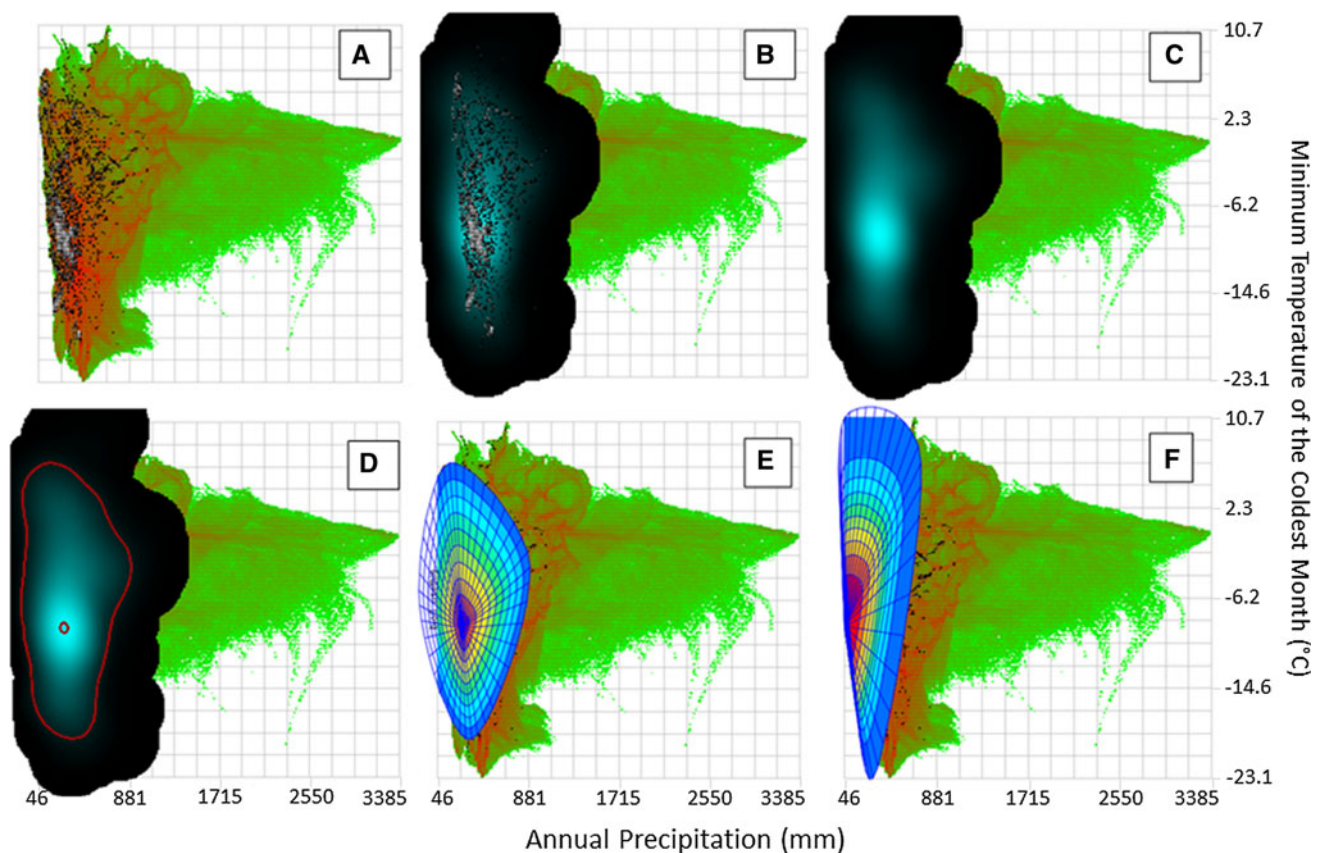 A
B
C
10.7
2.3
-6.2
-14.6
-23.1
D
E
F
10.7
2.3
-6.2
-14.6
-23.1
Minimum Temperature of the Coldest Month (°C)
46 881 1715 2550 3385
46 881 1715 2550 3385
46 881 1715 2550 3385
Annual Precipitation (mm)